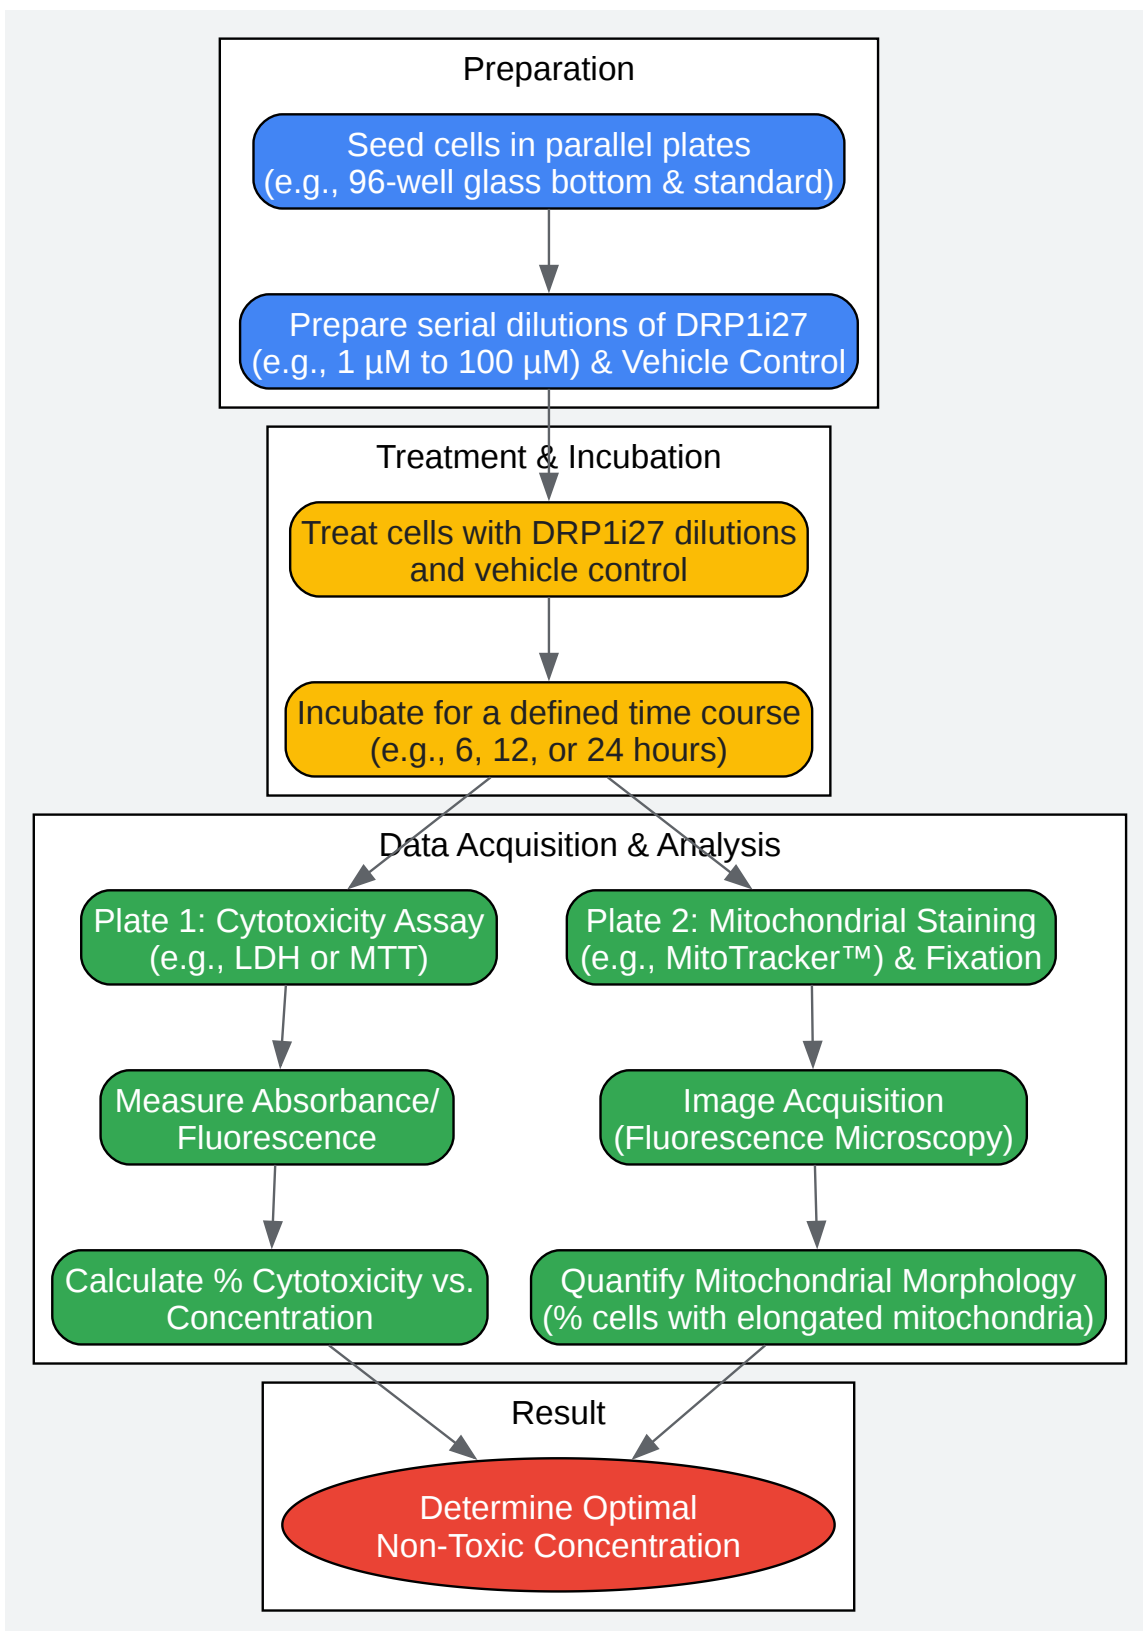 Preparation
Seed cells in parallel plates
(e.g., 96-well glass bottom & standard)
Prepare serial dilutions of DRP1i27
(e.g., 1 µM to 100 µM) & Vehicle Control
Treatment & Incubation
Treat cells with DRP1i27 dilutions
and vehicle control
Incubate for a defined time course
(e.g., 6, 12, or 24 hours)
Data Acquisition & Analysis
Plate 1: Cytotoxicity Assay
(e.g., LDH or MTT)
Plate 2: Mitochondrial Staining
(e.g., MitoTracker™) & Fixation
Measure Absorbance/
Fluorescence
Image Acquisition
(Fluorescence Microscopy)
Calculate % Cytotoxicity vs.
Concentration
Quantify Mitochondrial Morphology
(% cells with elongated mitochondria)
Result
Determine Optimal
Non-Toxic Concentration